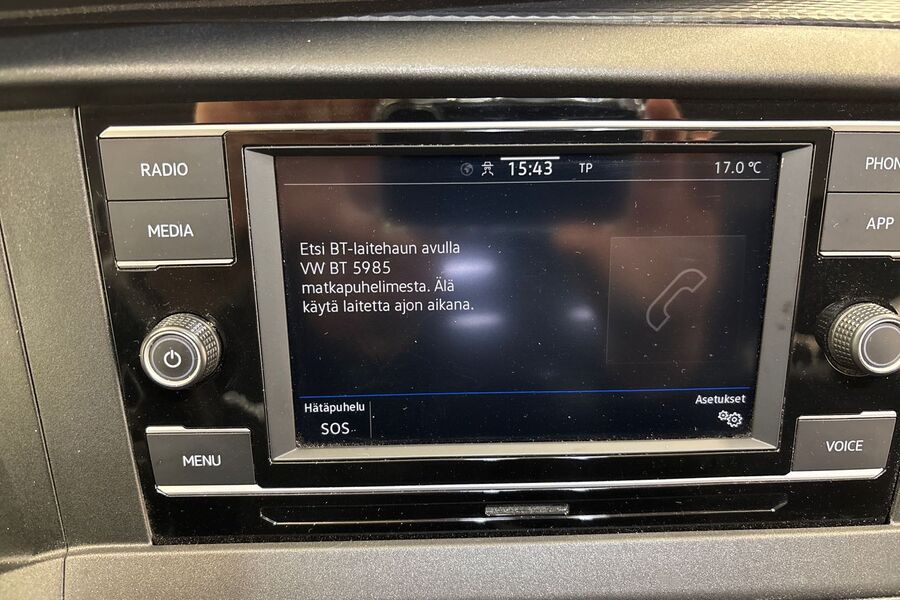 RADIO
MEDIA
MENU
15:43
TP
17.0 °C
Etsi BT-laitehaun avulla
VW BT 5985
matkapuhelimesta. Älä
käytä laitetta ajon aikana.
Hätäpuhelu
SOS
Asetukset
PHON
APP
VOICE